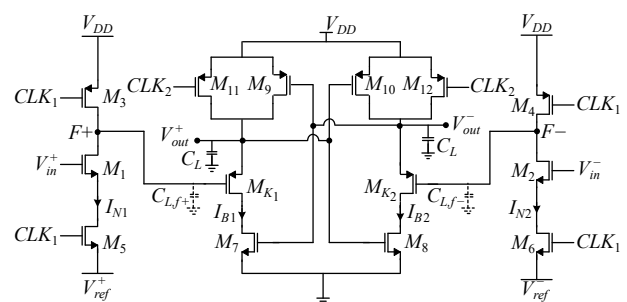 V_DD V_DD V_DD
CLK_1 M_3 CLK_2 M_11 M_9 M_10 M_12 CLK_2 M_4 CLK_1
F+ V_out^+ V_out^- F−
C_L C_L
V_in^+ M_1 M_K1 M_K2 M_2 V_in^-
C_L,f+ C_L,f−
I_N1 I_B1 I_B2 I_N2
CLK_1 M_5 M_7 M_8 M_6 CLK_1
V_ref^+ V_ref^-